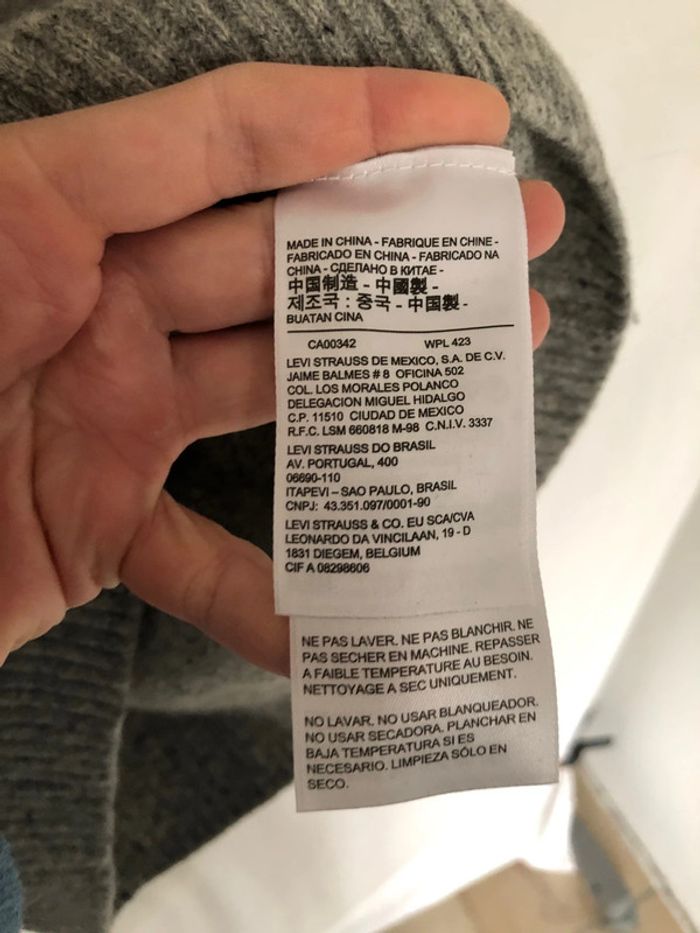 MADE IN CHINA - FABRIQUE EN CHINE -
FABRICADO EN CHINA - FABRICADO NA
CHINA - СДЕЛАНО В КИТАЕ -
中国制造 - 中國製 -
제조국 : 중국 - 中国製 -
BUATAN CINA
CA00342 WPL 423
LEVI STRAUSS DE MEXICO, S.A. DE C.V.
JAIME BALMES # 8 OFICINA 502
COL. LOS MORALES POLANCO
DELEGACION MIGUEL HIDALGO
C.P. 11510 CIUDAD DE MEXICO
R.F.C. LSM 660818 M-98 C.N.I.V. 3337
LEVI STRAUSS DO BRASIL
AV. PORTUGAL, 400
06690-110
ITAPEVI – SAO PAULO, BRASIL
CNPJ: 43.351.097/0001-90
LEVI STRAUSS & CO. EU SCA/CVA
LEONARDO DA VINCILAAN, 19 - D
1831 DIEGEM, BELGIUM
CIF A 08298606
NE PAS LAVER. NE PAS BLANCHIR. NE
PAS SECHER EN MACHINE. REPASSER
A FAIBLE TEMPERATURE AU BESOIN.
NETTOYAGE A SEC UNIQUEMENT.
NO LAVAR. NO USAR BLANQUEADOR.
NO USAR SECADORA. PLANCHAR EN
BAJA TEMPERATURA SI ES
NECESARIO. LIMPIEZA SÓLO EN
SECO.